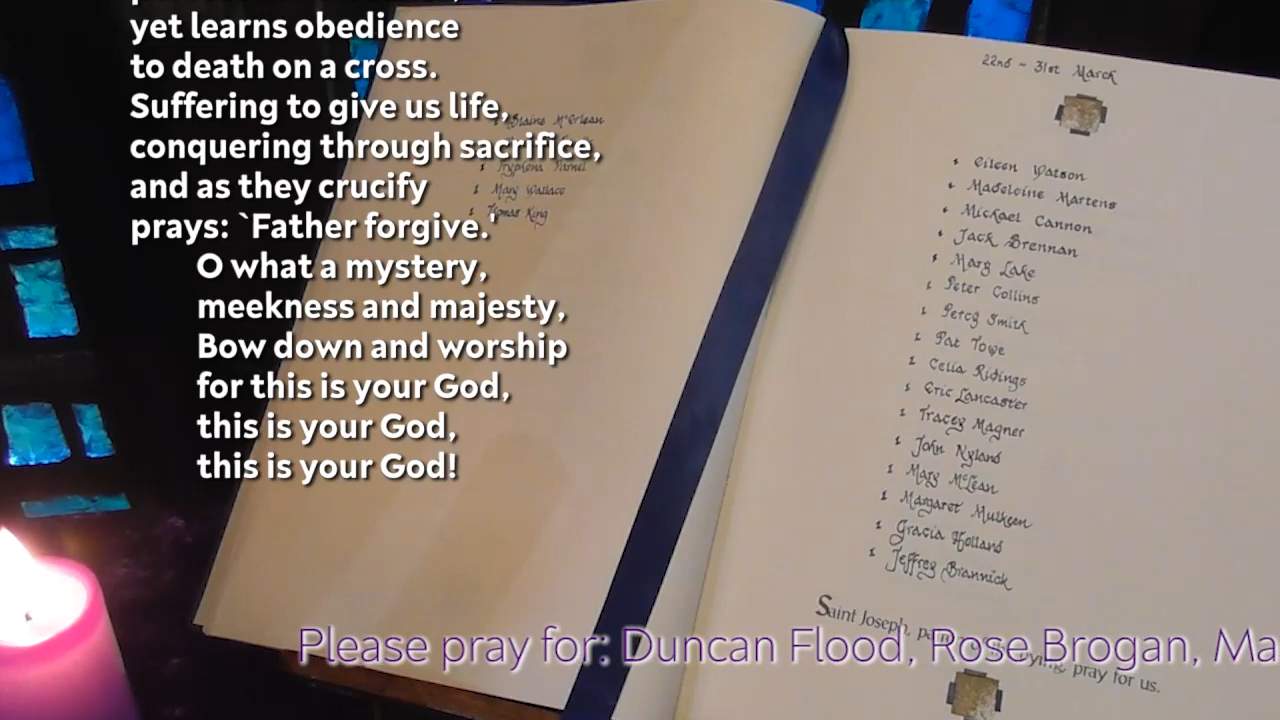 yet learns obedience
to death on a cross.
Suffering to give us life,
conquering through sacrifice,
and as they crucify
prays: `Father forgive.'
O what a mystery,
meekness and majesty,
Bow down and worship
for this is your God,
this is your God,
this is your God!
Mary Wallace
King
22nd - 31st March
Eileen Watson
Madeleine Martens
Michael Cannon
Jack Brennan
Mary Lake
Peter Collins
Percy Smith
Pat Towe
Celia Ridings
Eric Lancaster
Tracey Magner
John Nyland
Mary McLean
Margaret Mulkeen
Gracia Holland
Jeffrey Brannick
Saint Joseph, pray for us.
Please pray for: Duncan Flood, Rose Brogan, Ma